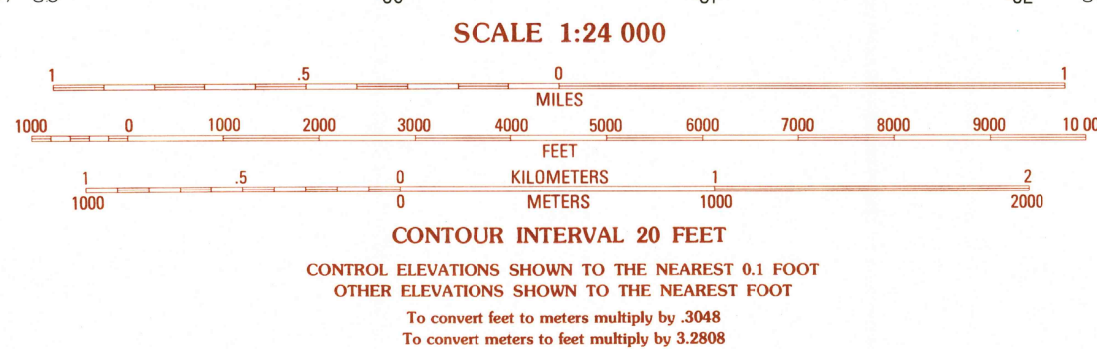 SCALE 1:24 000
1 .5 0 1
MILES
1000 0 1000 2000 3000 4000 5000 6000 7000 8000 9000 10 00
FEET
1 .5 0 KILOMETERS 1 2
1000 0 METERS 1000 2000
CONTOUR INTERVAL 20 FEET
CONTROL ELEVATIONS SHOWN TO THE NEAREST 0.1 FOOT
OTHER ELEVATIONS SHOWN TO THE NEAREST FOOT
To convert feet to meters multiply by .3048
To convert meters to feet multiply by 3.2808